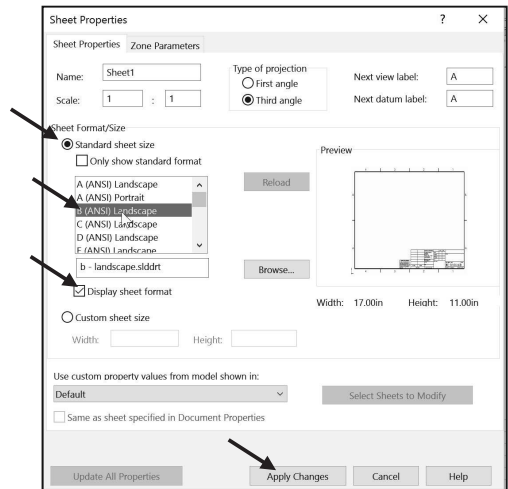 Sheet Properties ? X
Sheet Properties Zone Parameters
Name: Sheet1
Scale: 1 : 1
Type of projection
First angle
Third angle
Next view label: A
Next datum label: A
Sheet Format/Size
Standard sheet size
Only show standard format
A (ANSI) Landscape
A (ANSI) Portrait
B (ANSI) Landscape
C (ANSI) Landscape
D (ANSI) Landscape
E (ANSI) Landscape
b - landscape.slddrt
Display sheet format
Reload
Browse...
Preview
Width: 17.00in Height: 11.00in
Custom sheet size
Width: Height:
Use custom property values from model shown in:
Default
Select Sheets to Modify
Same as sheet specified in Document Properties
Update All Properties Apply Changes Cancel Help